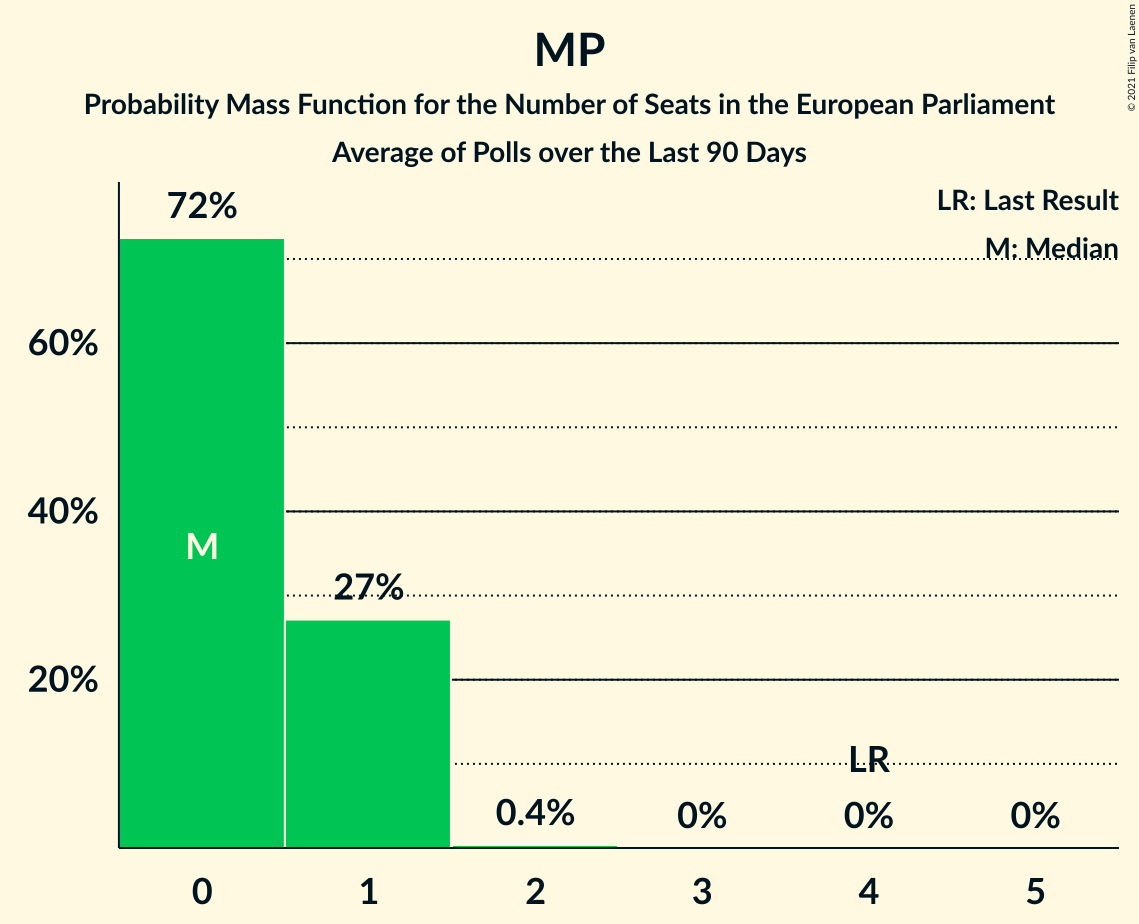 MP
Probability Mass Function for the Number of Seats in the European Parliament
Average of Polls over the Last 90 Days
© 2021 Filip van Laenen
LR: Last Result
M: Median
72%
60%
40%
M
27%
20%
LR
0.4%
0%
0%
0%
0
1
2
3
4
5